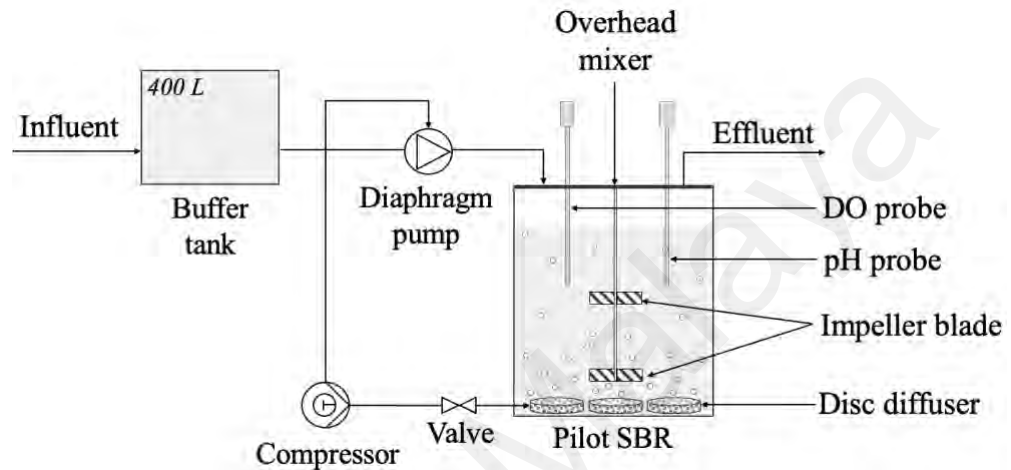 Overhead
mixer
400 L
Influent
Effluent
Buffer
tank
Diaphragm
pump
DO probe
pH probe
Impeller blade
Disc diffuser
Compressor
Valve
Pilot SBR
Malaya